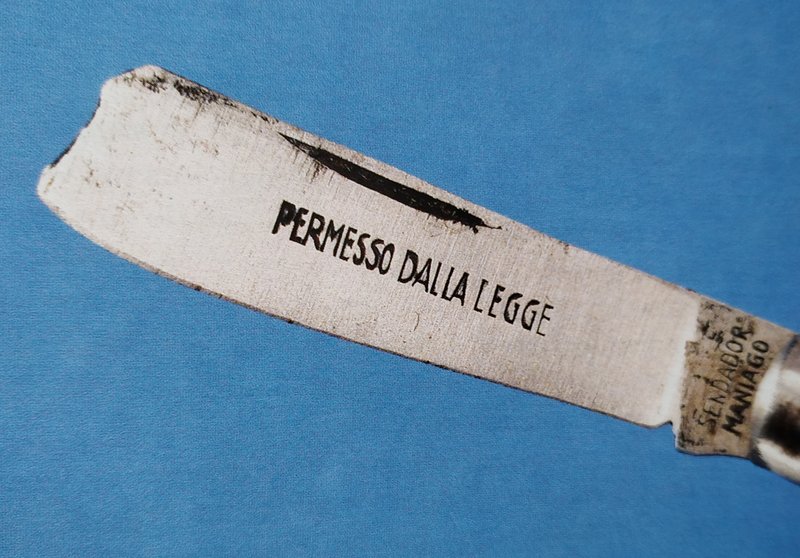 PERMESSO DALLA LEGGE
SENDADOR
MANIAGO